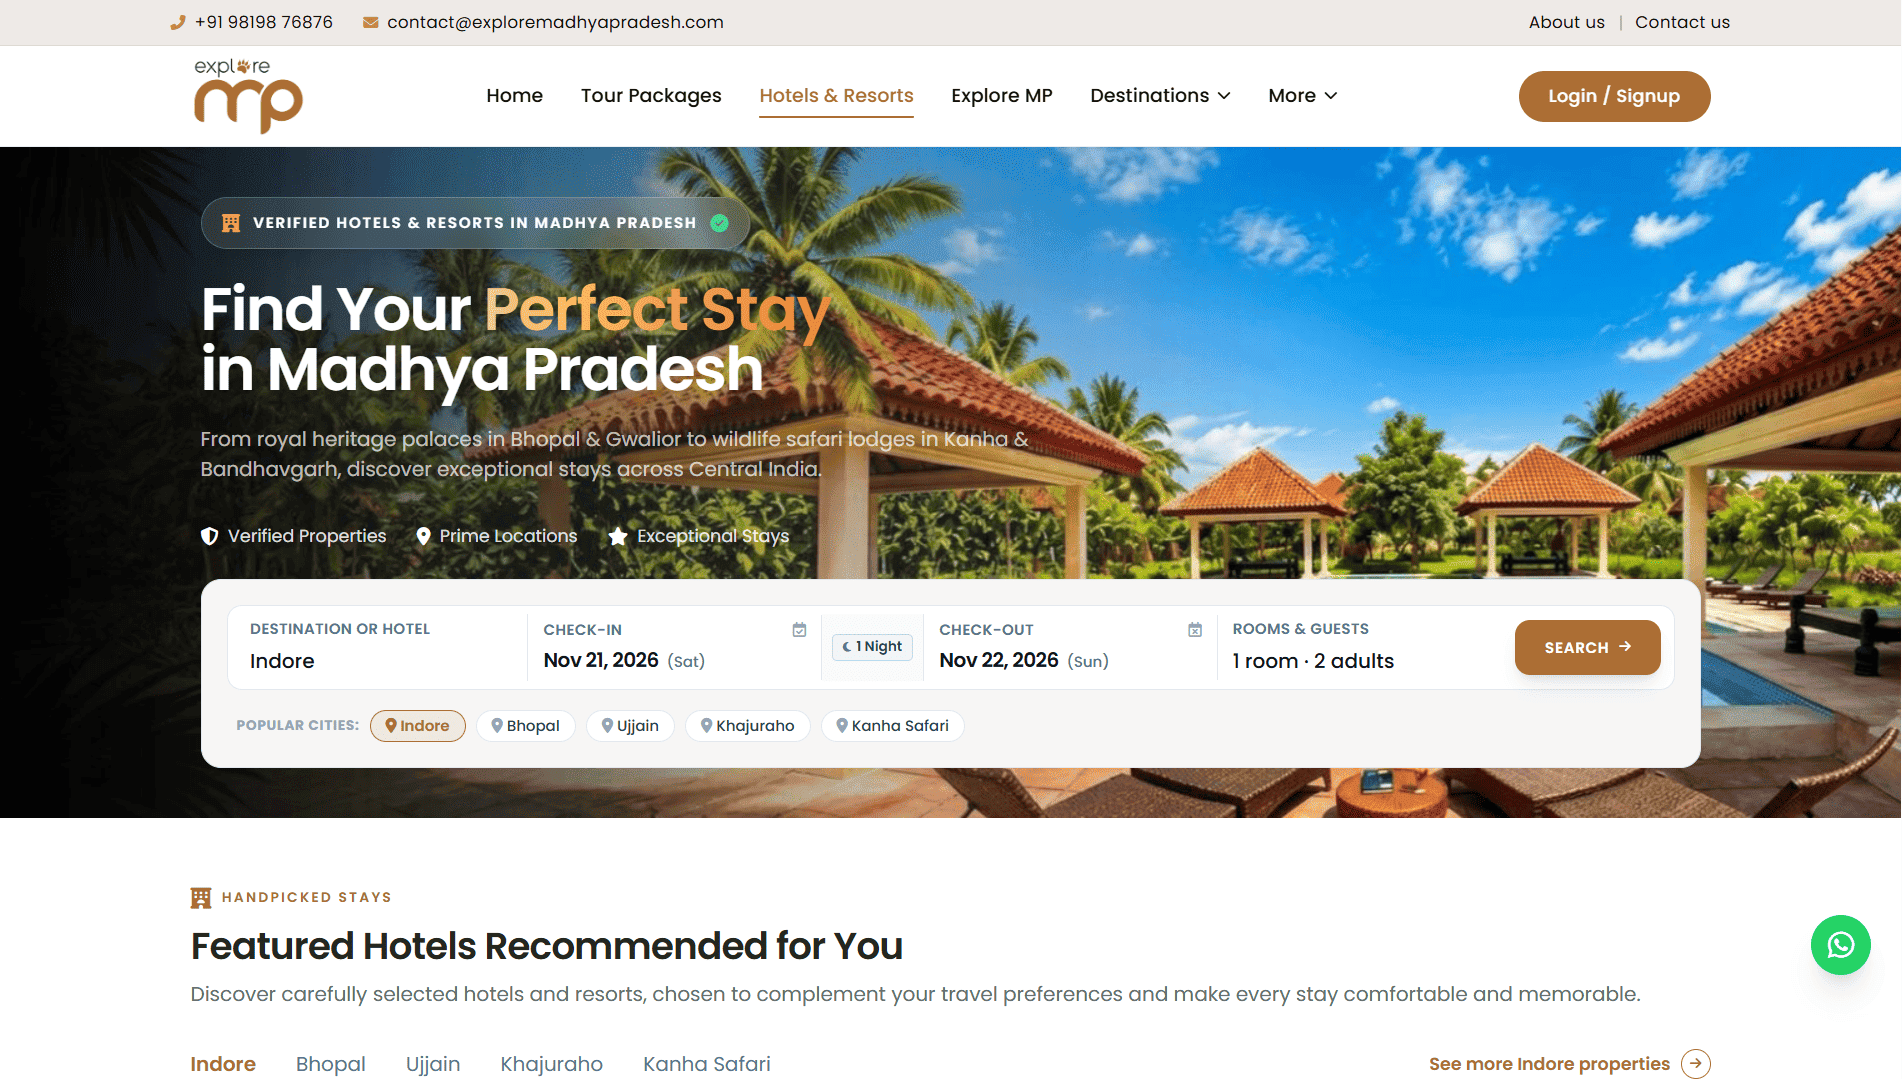 +91 98198 76876
contact@exploremadhyapradesh.com
About us | Contact us
explore
mp
Home
Tour Packages
Hotels & Resorts
Explore MP
Destinations
More
Login / Signup
VERIFIED HOTELS & RESORTS IN MADHYA PRADESH
Find Your Perfect Stay
in Madhya Pradesh
From royal heritage palaces in Bhopal & Gwalior to wildlife safari lodges in Kanha &
Bandhavgarh, discover exceptional stays across Central India.
Verified Properties
Prime Locations
Exceptional Stays
DESTINATION OR HOTEL
Indore
CHECK-IN
Nov 21, 2026 (Sat)
1 Night
CHECK-OUT
Nov 22, 2026 (Sun)
ROOMS & GUESTS
1 room · 2 adults
SEARCH
POPULAR CITIES:
Indore
Bhopal
Ujjain
Khajuraho
Kanha Safari
HANDPICKED STAYS
Featured Hotels Recommended for You
Discover carefully selected hotels and resorts, chosen to complement your travel preferences and make every stay comfortable and memorable.
Indore
Bhopal
Ujjain
Khajuraho
Kanha Safari
See more Indore properties